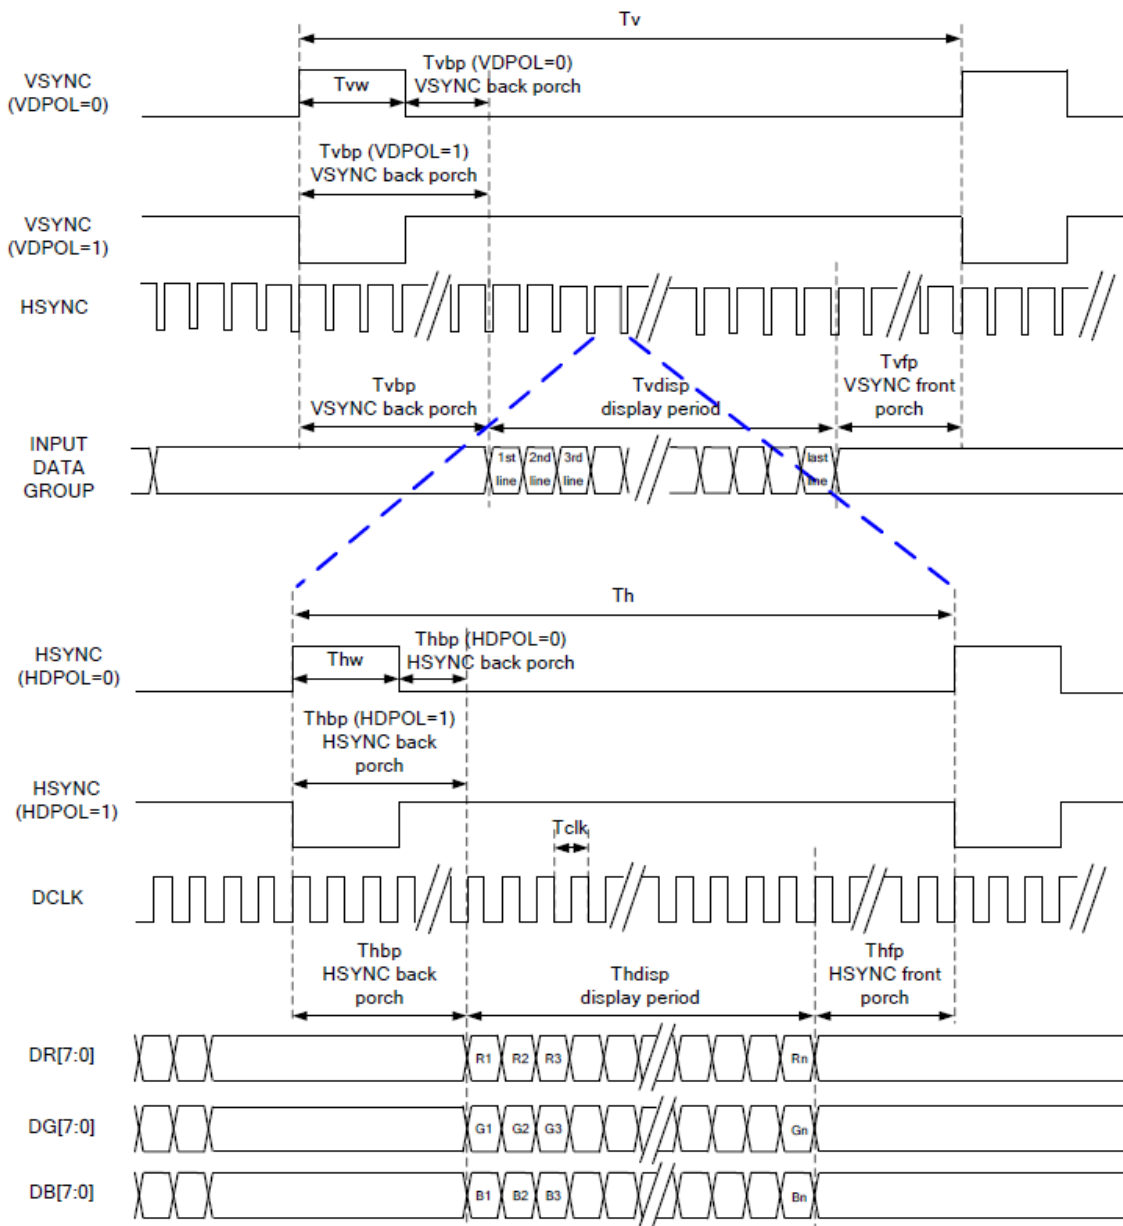 Tv
VSYNC
(VDPOL=0)
Tvw
Tvbp (VDPOL=0)
VSYNC back porch
Tvbp (VDPOL=1)
VSYNC back porch
VSYNC
(VDPOL=1)
HSYNC
Tvbp
VSYNC back porch
Tvdisp
display period
Tvfp
VSYNC front
porch
INPUT
DATA
GROUP
1st
line
2nd
line
3rd
line
last
line
Th
HSYNC
(HDPOL=0)
Thw
Thbp (HDPOL=0)
HSYNC back porch
Thbp (HDPOL=1)
HSYNC back
porch
HSYNC
(HDPOL=1)
Tclk
DCLK
Thbp
HSYNC back
porch
Thdisp
display period
Thfp
HSYNC front
porch
DR[7:0]
R1 R2 R3 Rn
DG[7:0]
G1 G2 G3 Gn
DB[7:0]
B1 B2 B3 Bn